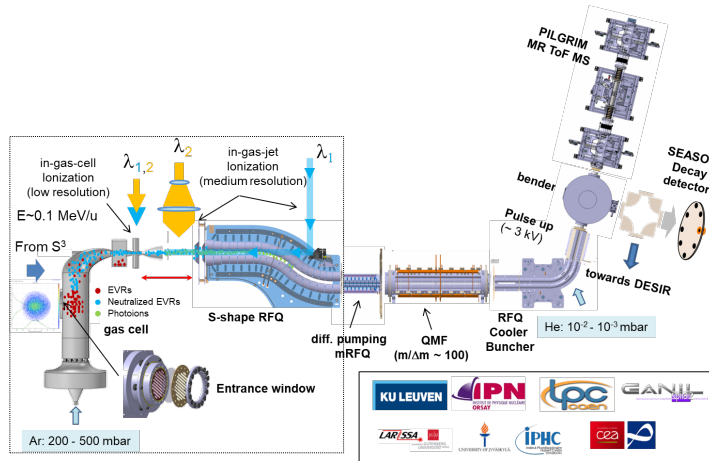 PILGRIM
MR ToF MS
SEASON
Decay
detector
bender
Pulse up
(~ 3 kV)
towards DESIR
in-gas-cell
Ionization
(low resolution)
λ1,2
λ2
in-gas-jet
Ionization
(medium resolution)
λ1
E~0.1 MeV/u
From S3
EVRs
Neutralized EVRs
Photoions
gas cell
S-shape RFQ
diff. pumping
mRFQ
QMF
(m/Δm ~ 100)
RFQ
Cooler
Buncher
He: 10-2 - 10-3 mbar
Entrance window
Ar: 200 - 500 mbar
KU LEUVEN
IPN
INSTITUT DE PHYSIQUE NUCLÉAIRE
ORSAY
LPC
CAEN
GANIL
LARISSA
UNIVERSITY OF JYVÄSKYLÄ
IPHC
cea